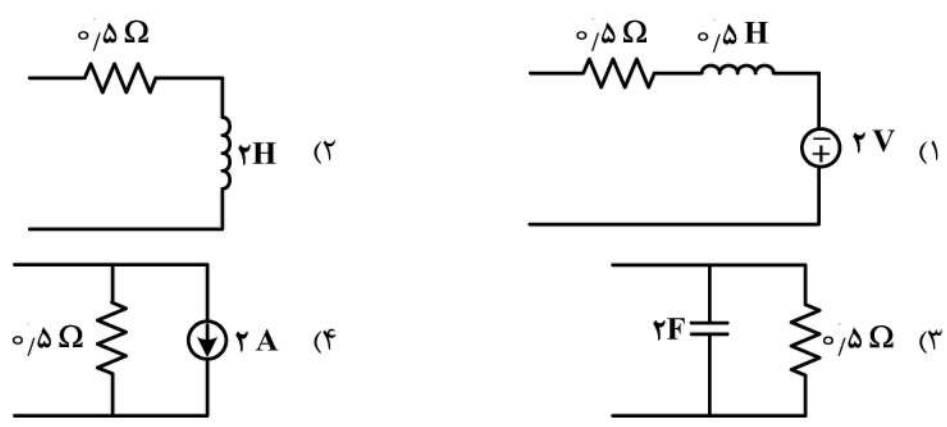 ۰٫۵ Ω ۰٫۵ H
− + ۲ V (۱
۰٫۵ Ω
۲H (۲
۲F ۰٫۵ Ω (۳
۰٫۵ Ω ۲ A (۴